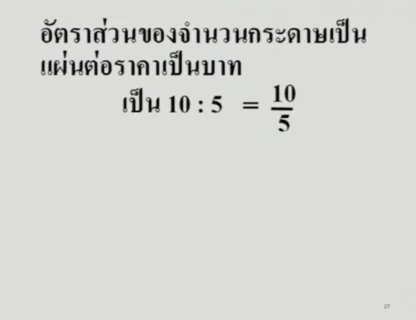 อัตราส่วนของจำนวนกระดาษเป็น
แผ่นต่อราคาเป็นบาท
เป็น 10 : 5 = 10/5